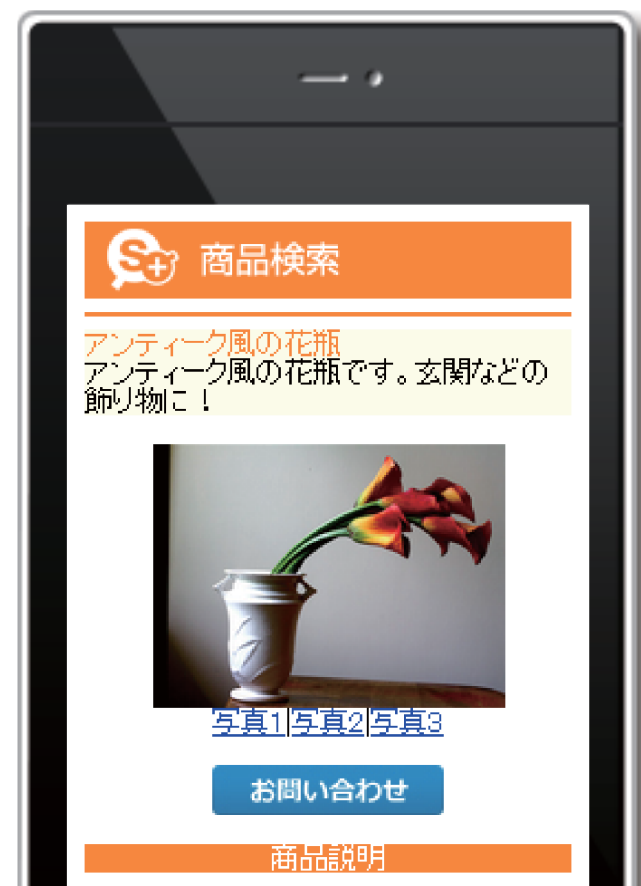 S+ 商品検索
アンティーク風の花瓶
アンティーク風の花瓶です。玄関などの
飾り物に！
写真1|写真2|写真3
お問い合わせ
商品説明